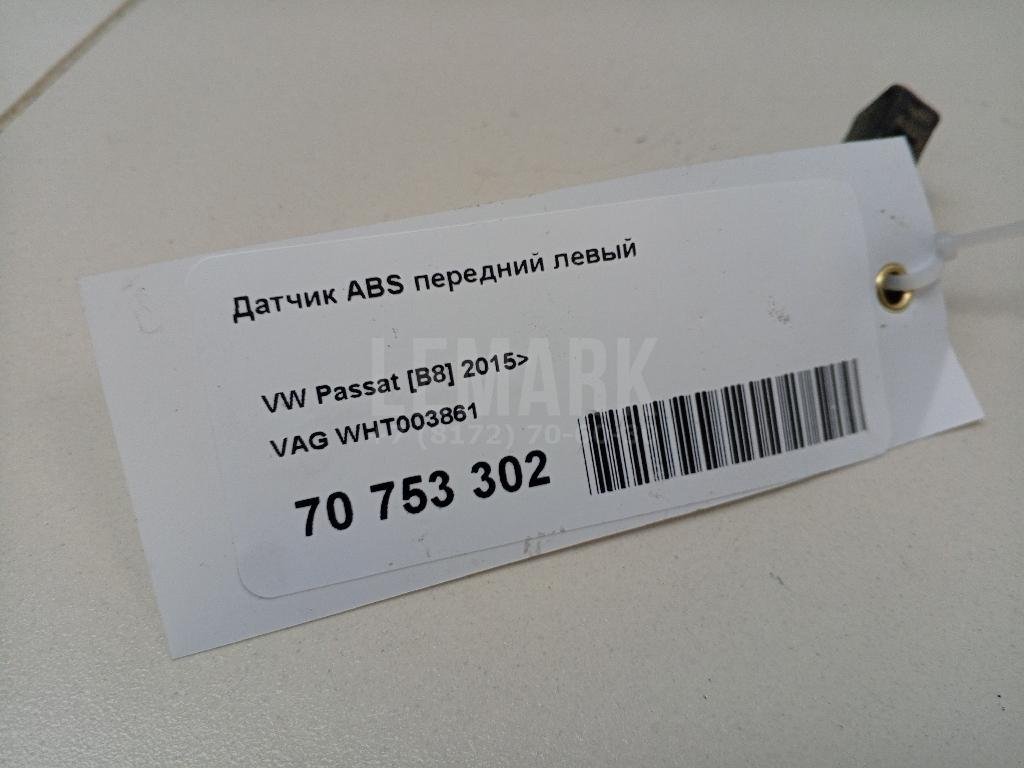 Датчик ABS передний левый
LEMARK
VW Passat [B8] 2015>
VAG WHT003861
70 753 302